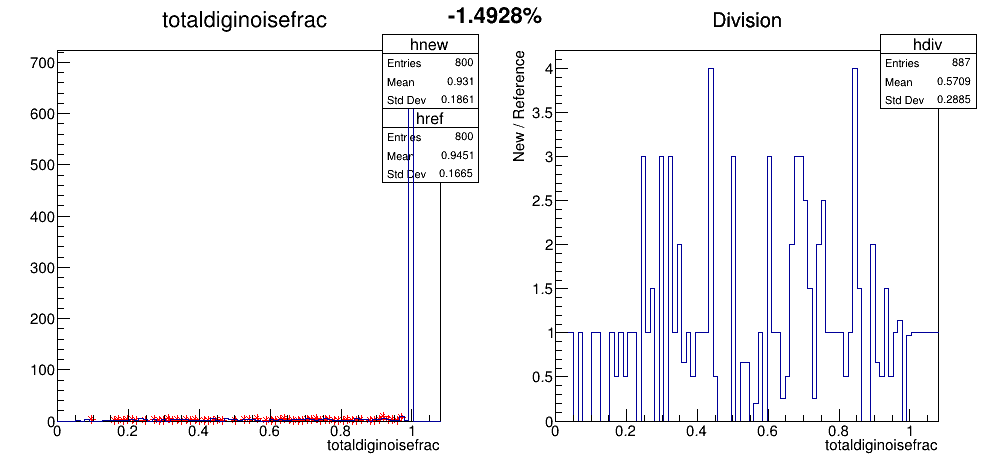 -1.4928%
totaldiginoisefrac
hnew
Entries 800
Mean 0.931
Std Dev 0.1861
href
Entries 800
Mean 0.9451
Std Dev 0.1665
700
600
500
400
300
200
100
0
0 0.2 0.4 0.6 0.8 1
totaldiginoisefrac
Division
hdiv
Entries 887
Mean 0.5709
Std Dev 0.2885
New / Reference
4
3.5
3
2.5
2
1.5
1
0.5
0
0 0.2 0.4 0.6 0.8 1
totaldiginoisefrac